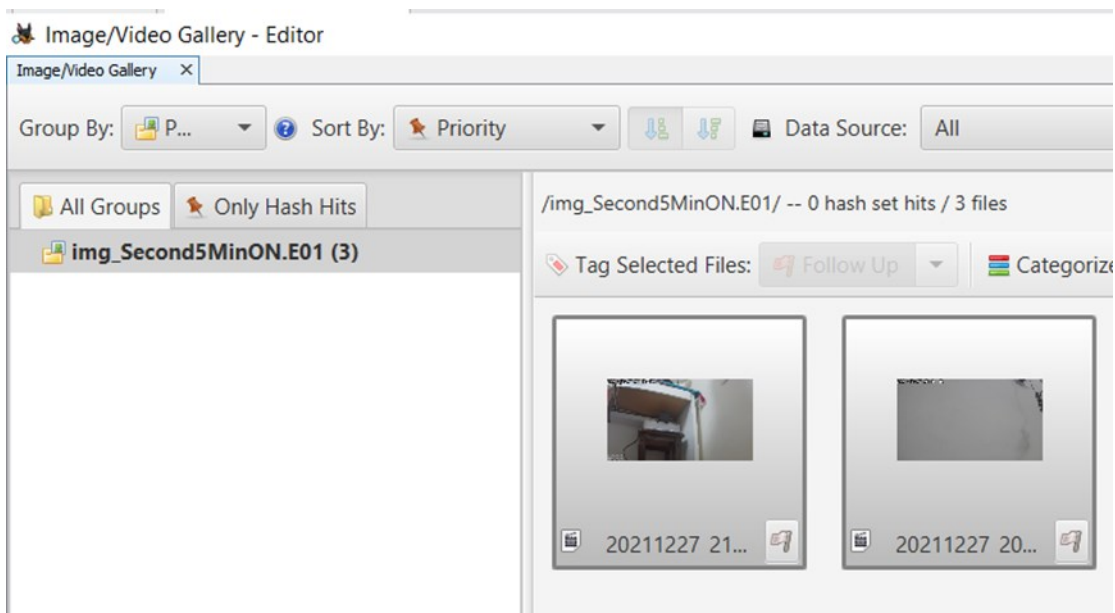 Image/Video Gallery - Editor
Image/Video Gallery X
Group By: P... Sort By: Priority Data Source: All
All Groups Only Hash Hits
/img_Second5MinON.E01/ -- 0 hash set hits / 3 files
img_Second5MinON.E01 (3)
Tag Selected Files: Follow Up Categorize
20211227 21... 20211227 20...